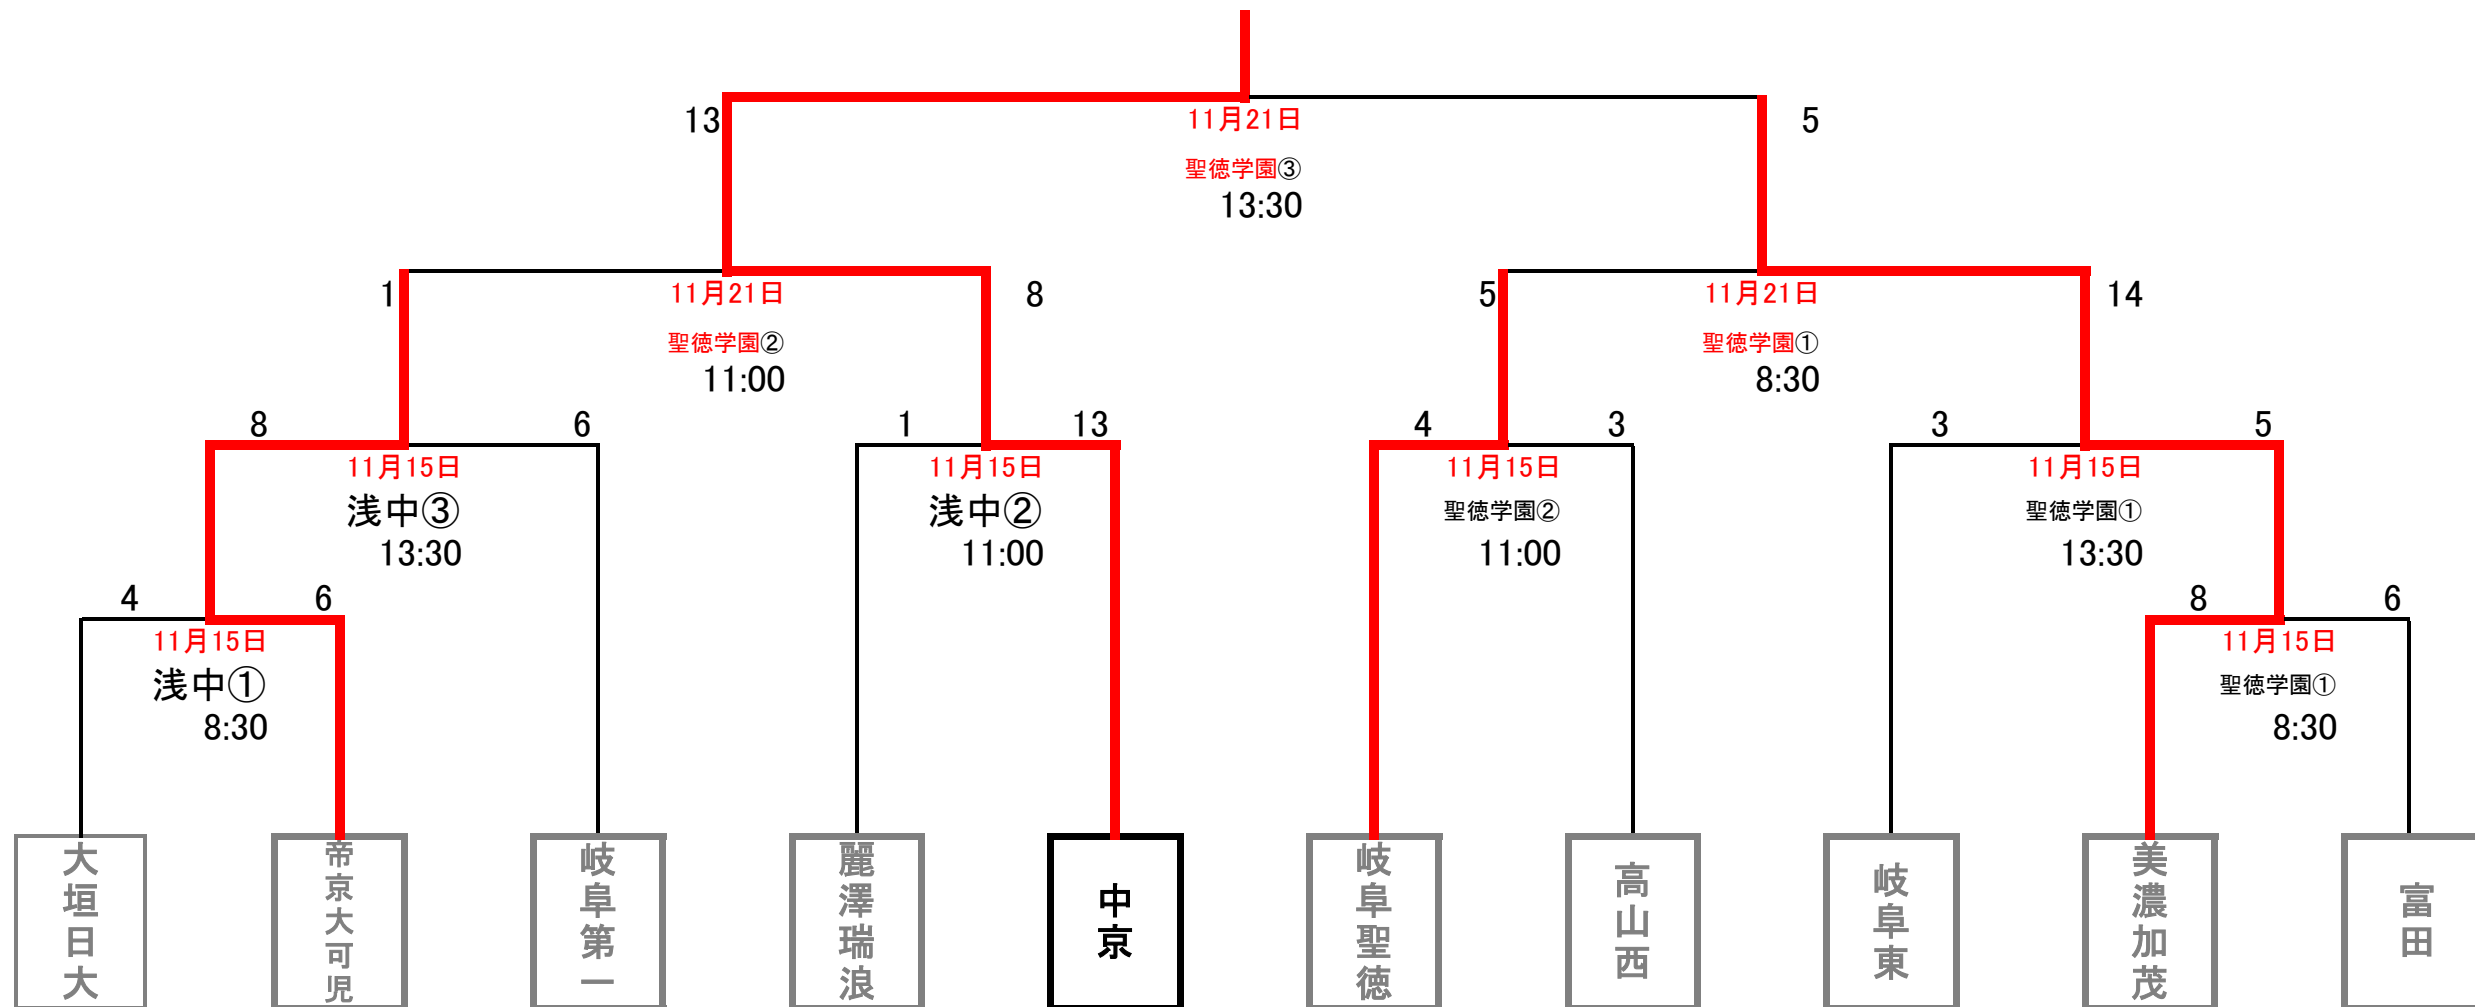 13
11月21日
5
聖徳学園③
13:30
1
11月21日
8
5
11月21日
14
聖徳学園②
聖徳学園①
11:00
8:30
8
6
1
13
4
3
3
5
11月15日
11月15日
11月15日
11月15日
浅中③
浅中②
聖徳学園②
聖徳学園①
13:30
11:00
11:00
13:30
4
6
8
6
11月15日
11月15日
浅中①
聖徳学園①
8:30
8:30
大垣日大
帝京大可児
岐阜第一
麗澤瑞浪
中京
岐阜聖徳
高山西
岐阜東
美濃加茂
富田